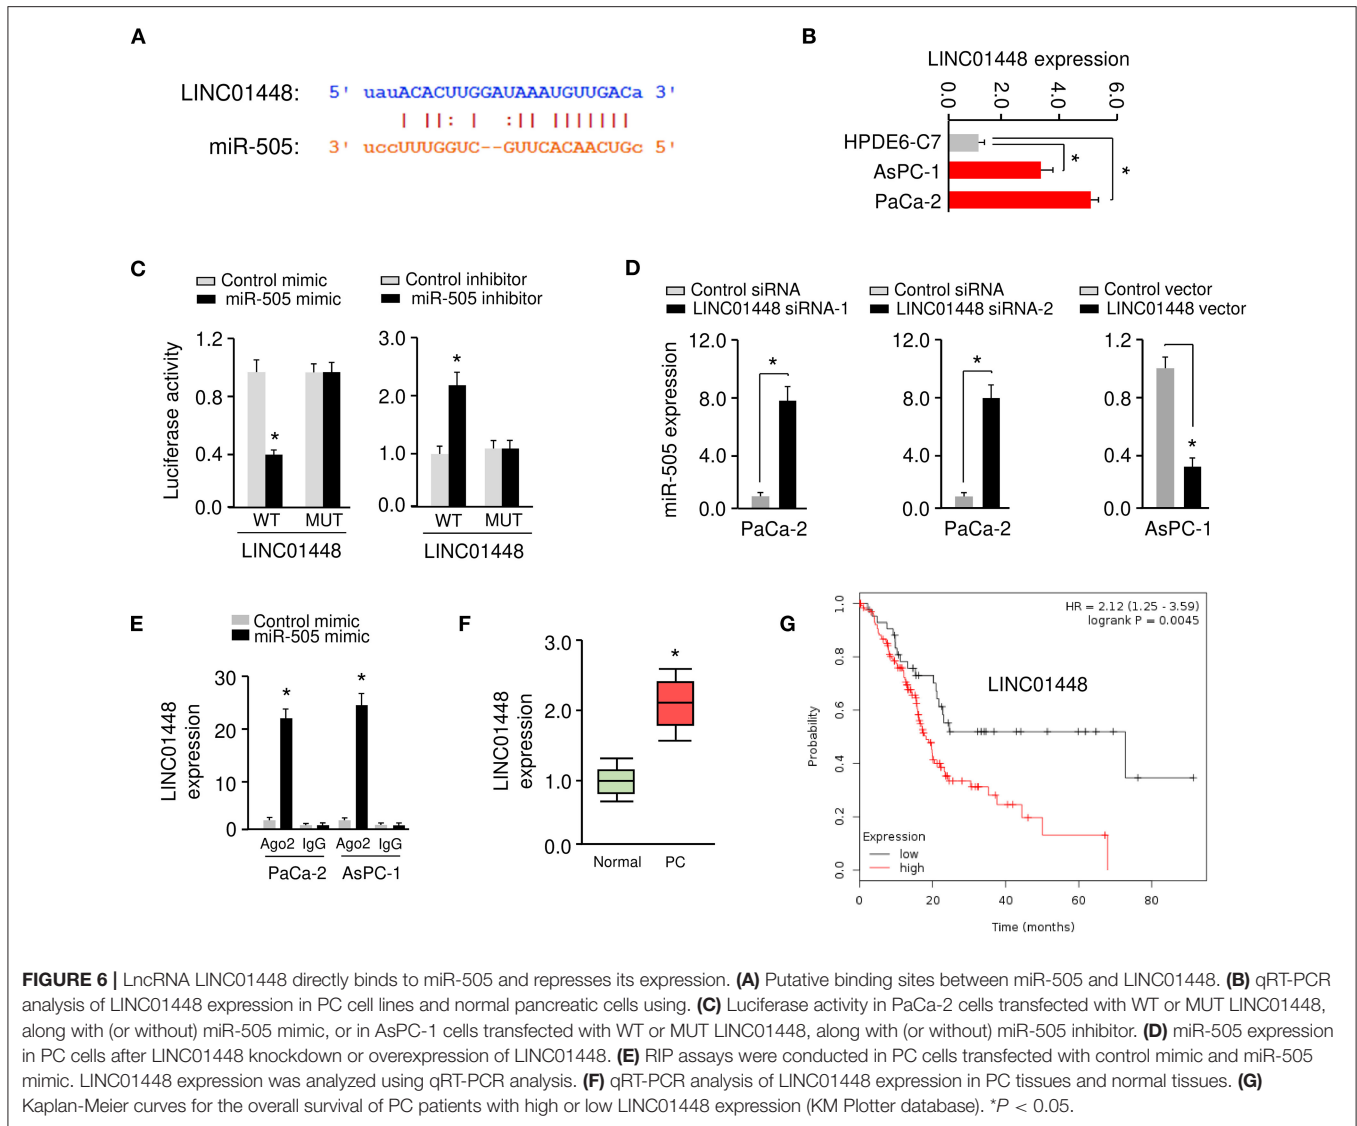 A
LINC01448: 5' uauACACUUGGAUAAAUGUUGACa 3'
miR-505: 3' uccUUUGGUC--GUUCACAACUGc 5'
B
LINC01448 expression
0.0 2.0 4.0 6.0
HPDE6-C7
AsPC-1
PaCa-2
*
*
C
Control mimic
miR-505 mimic
Luciferase activity
1.2
0.8
0.4
0.0
*
WT MUT
LINC01448
Control inhibitor
miR-505 inhibitor
3.0
2.0
1.0
0.0
*
WT MUT
LINC01448
D
Control siRNA
LINC01448 siRNA-1
miR-505 expression
12.0
8.0
4.0
0.0
*
PaCa-2
Control siRNA
LINC01448 siRNA-2
12.0
8.0
4.0
0.0
*
PaCa-2
Control vector
LINC01448 vector
1.2
0.8
0.4
0.0
*
AsPC-1
E
Control mimic
miR-505 mimic
LINC01448
expression
30
20
10
0
* *
Ago2 IgG Ago2 IgG
PaCa-2 AsPC-1
F
LINC01448
expression
3.0
2.0
1.0
0.0
*
Normal PC
G
HR = 2.12 (1.25 - 3.59)
logrank P = 0.0045
LINC01448
Probability
1.0
0.8
0.6
0.4
0.2
0.0
Expression
low
high
0 20 40 60 80
Time (months)
FIGURE 6 | LncRNA LINC01448 directly binds to miR-505 and represses its expression. (A) Putative binding sites between miR-505 and LINC01448. (B) qRT-PCR
analysis of LINC01448 expression in PC cell lines and normal pancreatic cells using. (C) Luciferase activity in PaCa-2 cells transfected with WT or MUT LINC01448,
along with (or without) miR-505 mimic, or in AsPC-1 cells transfected with WT or MUT LINC01448, along with (or without) miR-505 inhibitor. (D) miR-505 expression
in PC cells after LINC01448 knockdown or overexpression of LINC01448. (E) RIP assays were conducted in PC cells transfected with control mimic and miR-505
mimic. LINC01448 expression was analyzed using qRT-PCR analysis. (F) qRT-PCR analysis of LINC01448 expression in PC tissues and normal tissues. (G)
Kaplan-Meier curves for the overall survival of PC patients with high or low LINC01448 expression (KM Plotter database). *P < 0.05.